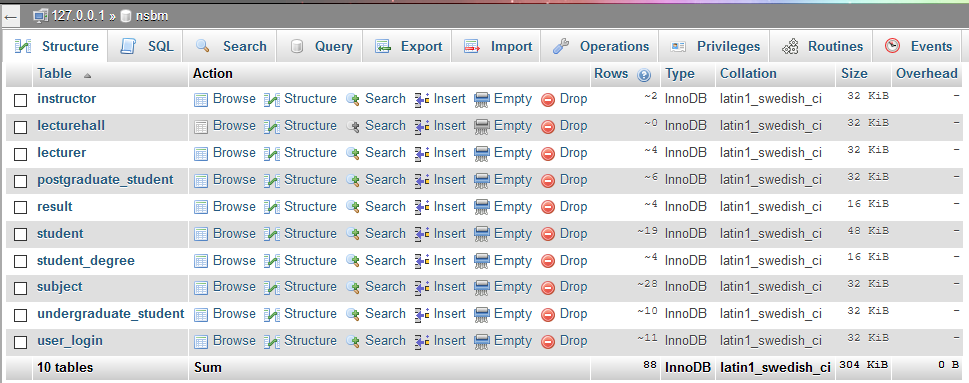 127.0.0.1 » nsbm
Structure SQL Search Query Export Import Operations Privileges Routines Events
Table Action Rows Type Collation Size Overhead
instructor Browse Structure Search Insert Empty Drop ~2 InnoDB latin1_swedish_ci 32 KiB -
lecturehall Browse Structure Search Insert Empty Drop ~0 InnoDB latin1_swedish_ci 32 KiB -
lecturer Browse Structure Search Insert Empty Drop ~4 InnoDB latin1_swedish_ci 32 KiB -
postgraduate_student Browse Structure Search Insert Empty Drop ~6 InnoDB latin1_swedish_ci 32 KiB -
result Browse Structure Search Insert Empty Drop ~4 InnoDB latin1_swedish_ci 16 KiB -
student Browse Structure Search Insert Empty Drop ~19 InnoDB latin1_swedish_ci 48 KiB -
student_degree Browse Structure Search Insert Empty Drop ~4 InnoDB latin1_swedish_ci 16 KiB -
subject Browse Structure Search Insert Empty Drop ~28 InnoDB latin1_swedish_ci 32 KiB -
undergraduate_student Browse Structure Search Insert Empty Drop ~10 InnoDB latin1_swedish_ci 32 KiB -
user_login Browse Structure Search Insert Empty Drop ~11 InnoDB latin1_swedish_ci 32 KiB -
10 tables Sum 88 InnoDB latin1_swedish_ci 304 KiB 0 B